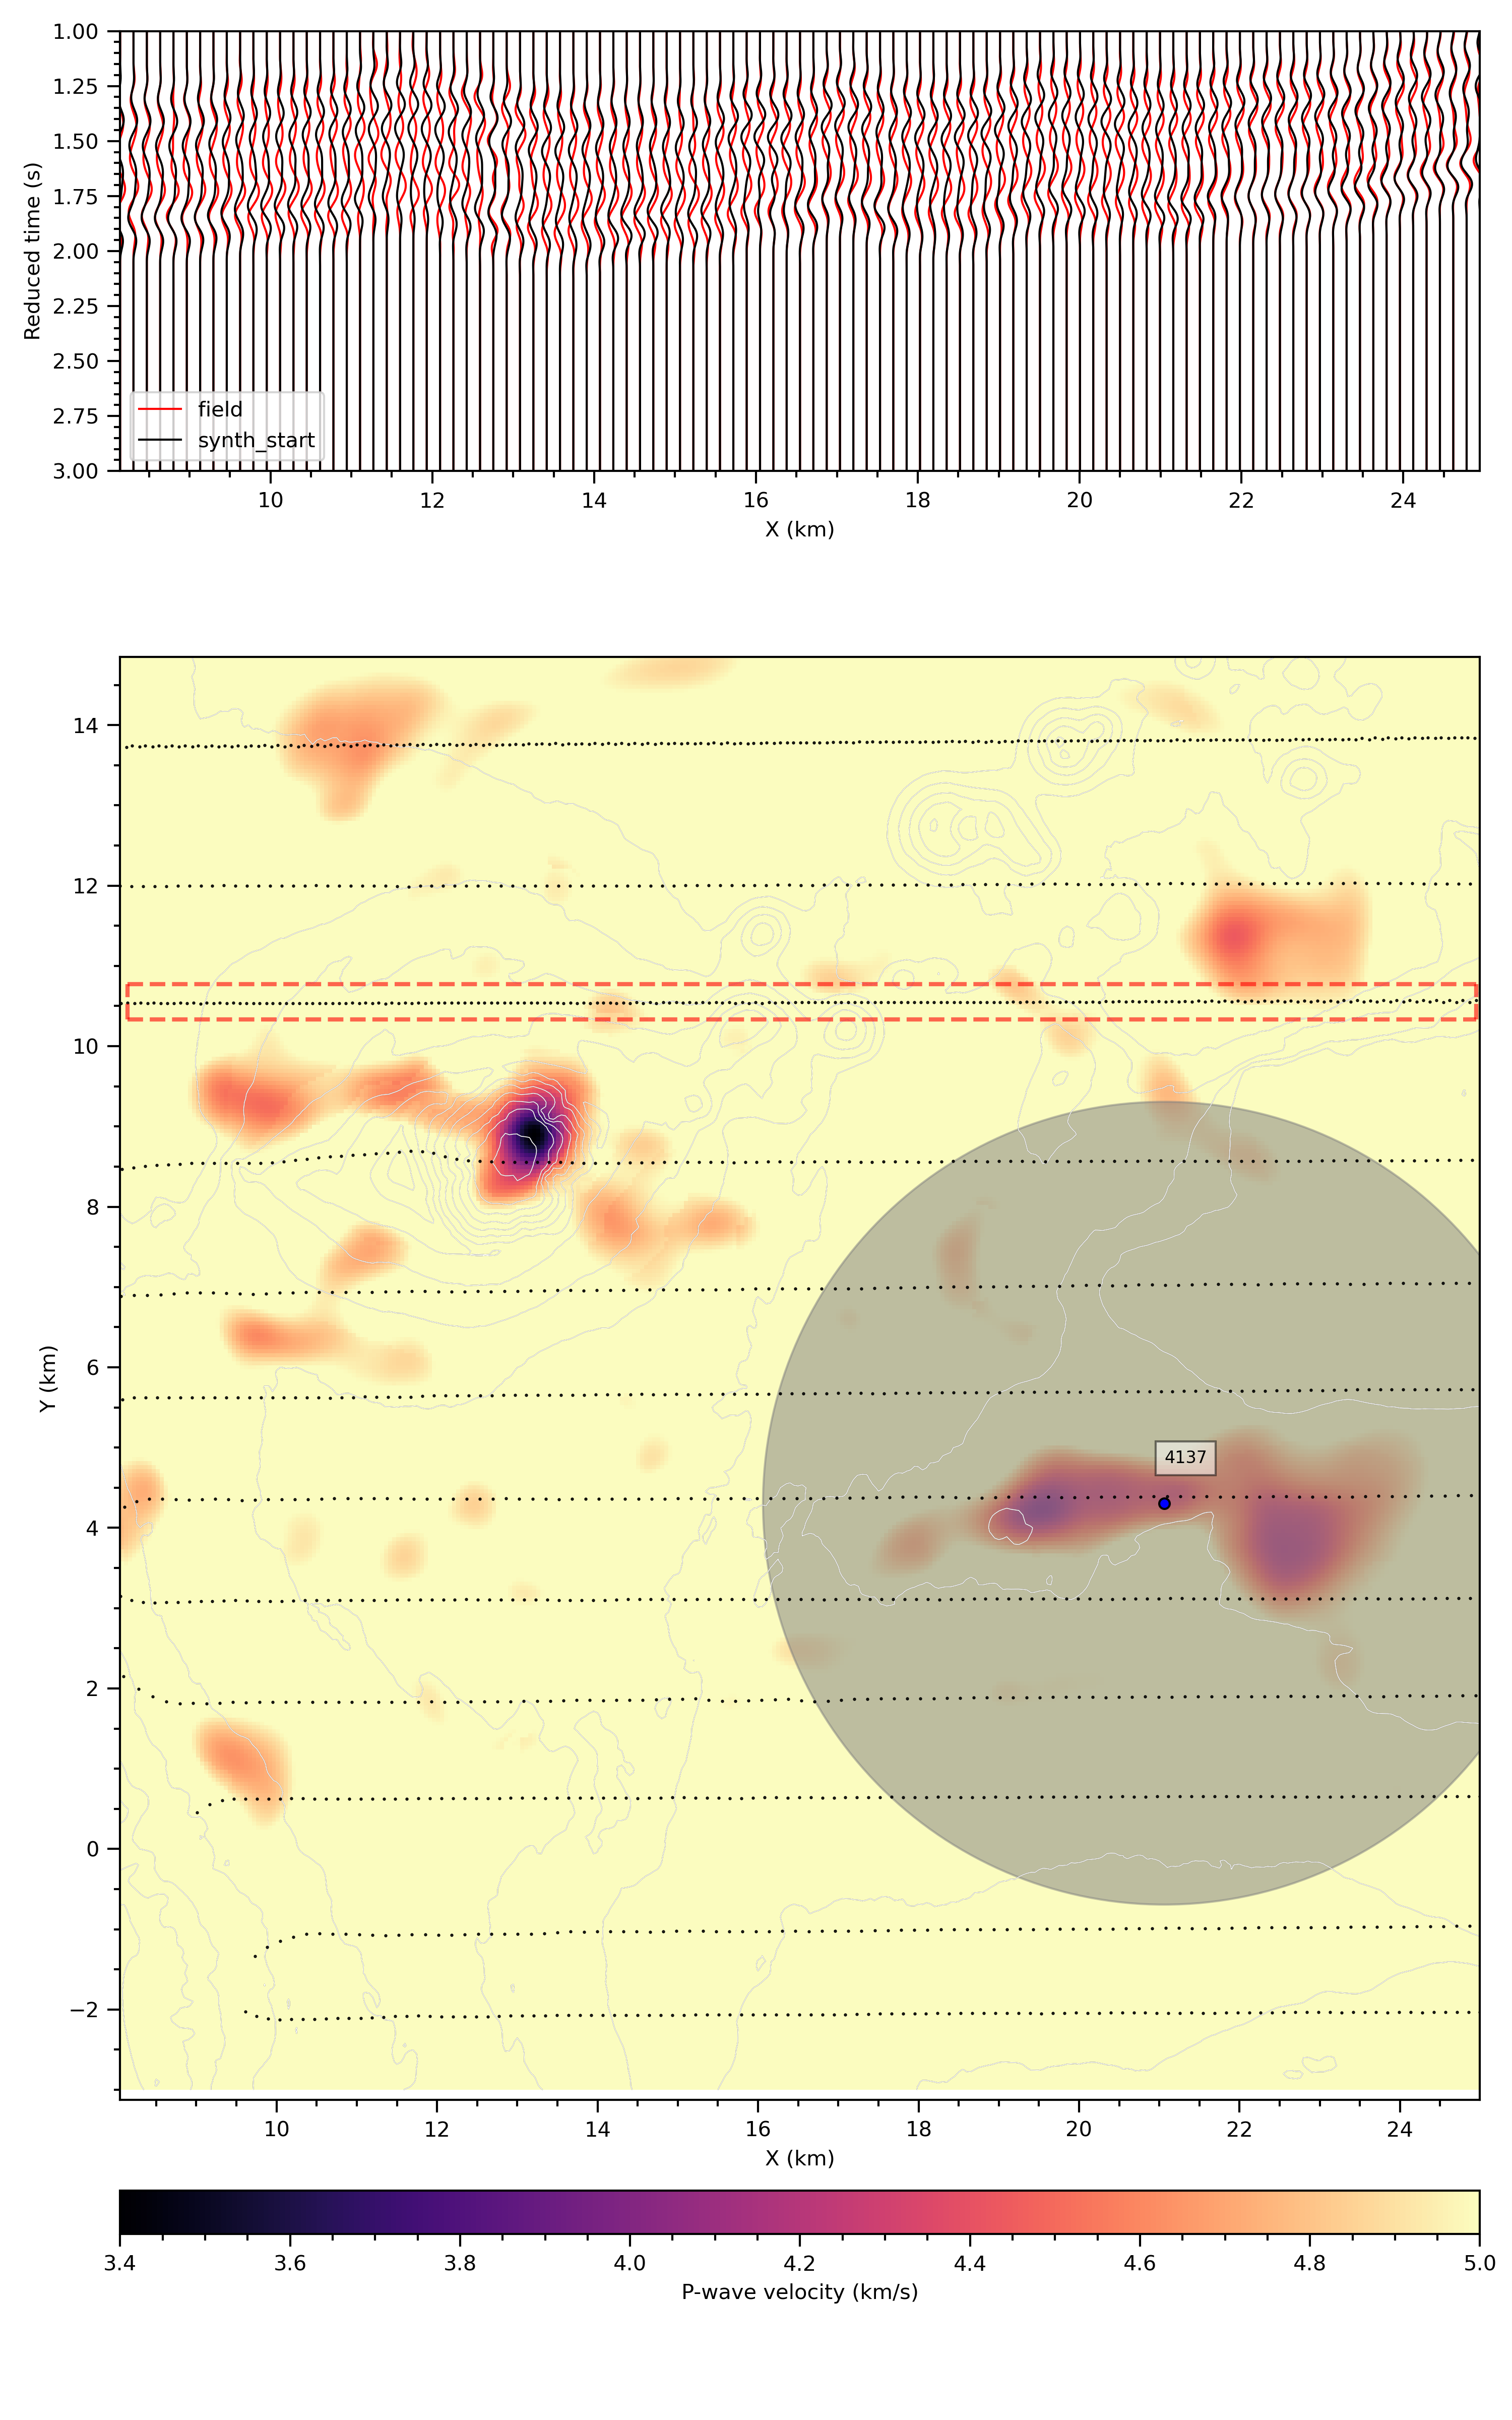 1.00
1.25
1.50
1.75
2.00
2.25
2.50
2.75
3.00
Reduced time (s)
field
synth_start
10 12 14 16 18 20 22 24
X (km)
14
12
10
8
6
4
2
0
−2
Y (km)
4137
10 12 14 16 18 20 22 24
X (km)
3.4 3.6 3.8 4.0 4.2 4.4 4.6 4.8 5.0
P-wave velocity (km/s)